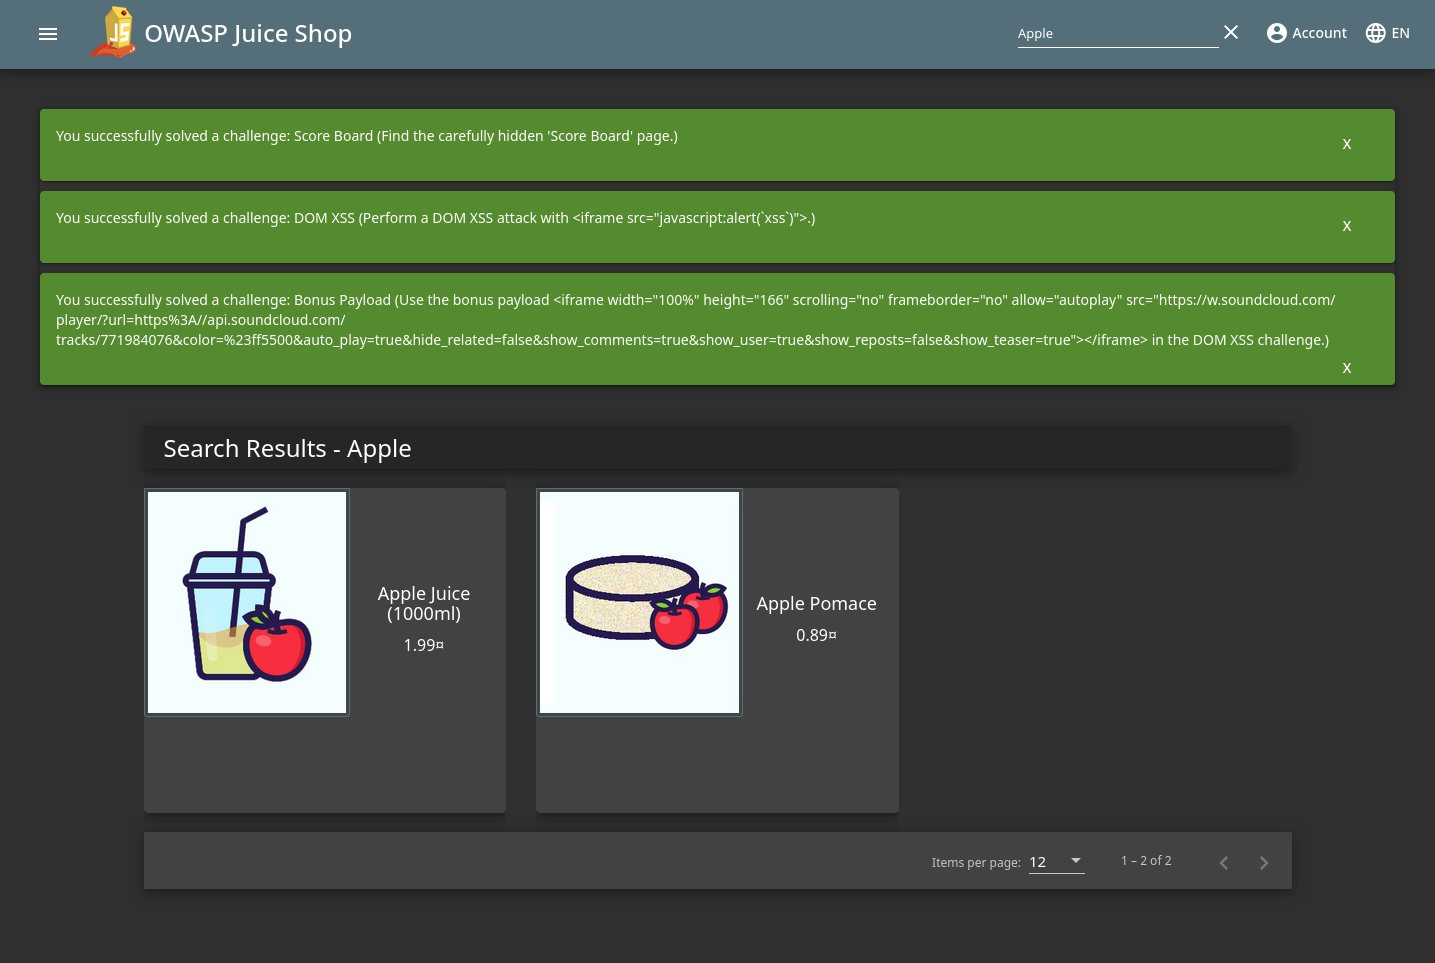 OWASP Juice Shop
Apple
Account
EN
You successfully solved a challenge: Score Board (Find the carefully hidden 'Score Board' page.)
X
You successfully solved a challenge: DOM XSS (Perform a DOM XSS attack with <iframe src="javascript:alert(`xss`)">.)
X
You successfully solved a challenge: Bonus Payload (Use the bonus payload <iframe width="100%" height="166" scrolling="no" frameborder="no" allow="autoplay" src="https://w.soundcloud.com/
player/?url=https%3A//api.soundcloud.com/
tracks/771984076&color=%23ff5500&auto_play=true&hide_related=false&show_comments=true&show_user=true&show_reposts=false&show_teaser=true"></iframe> in the DOM XSS challenge.)
X
Search Results - Apple
Apple Juice
(1000ml)
1.99¤
Apple Pomace
0.89¤
Items per page:
12
1 – 2 of 2